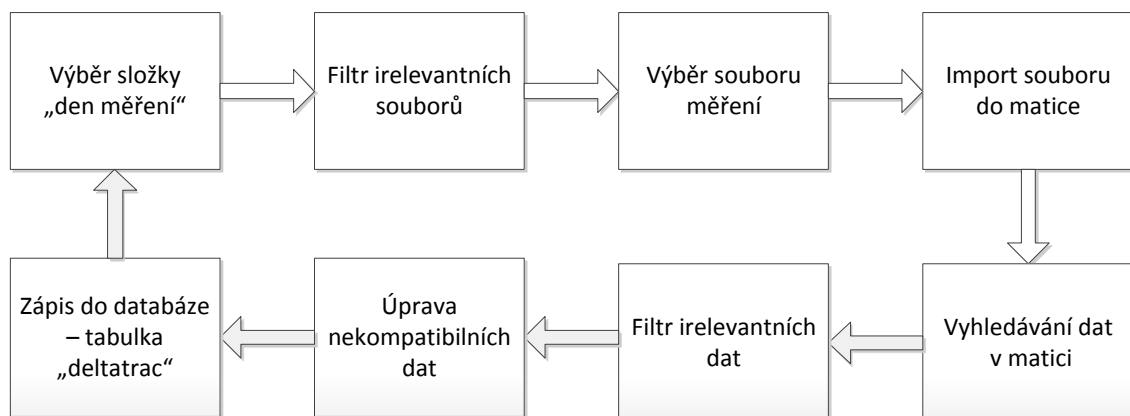 Výběr složky
„den měření“
Filtr irelevantních
souborů
Výběr souboru
měření
Import souboru
do matice
Zápis do databáze
– tabulka
„deltatrac“
Úprava
nekompatibilních
dat
Filtr irelevantních
dat
Vyhledávání dat
v matici